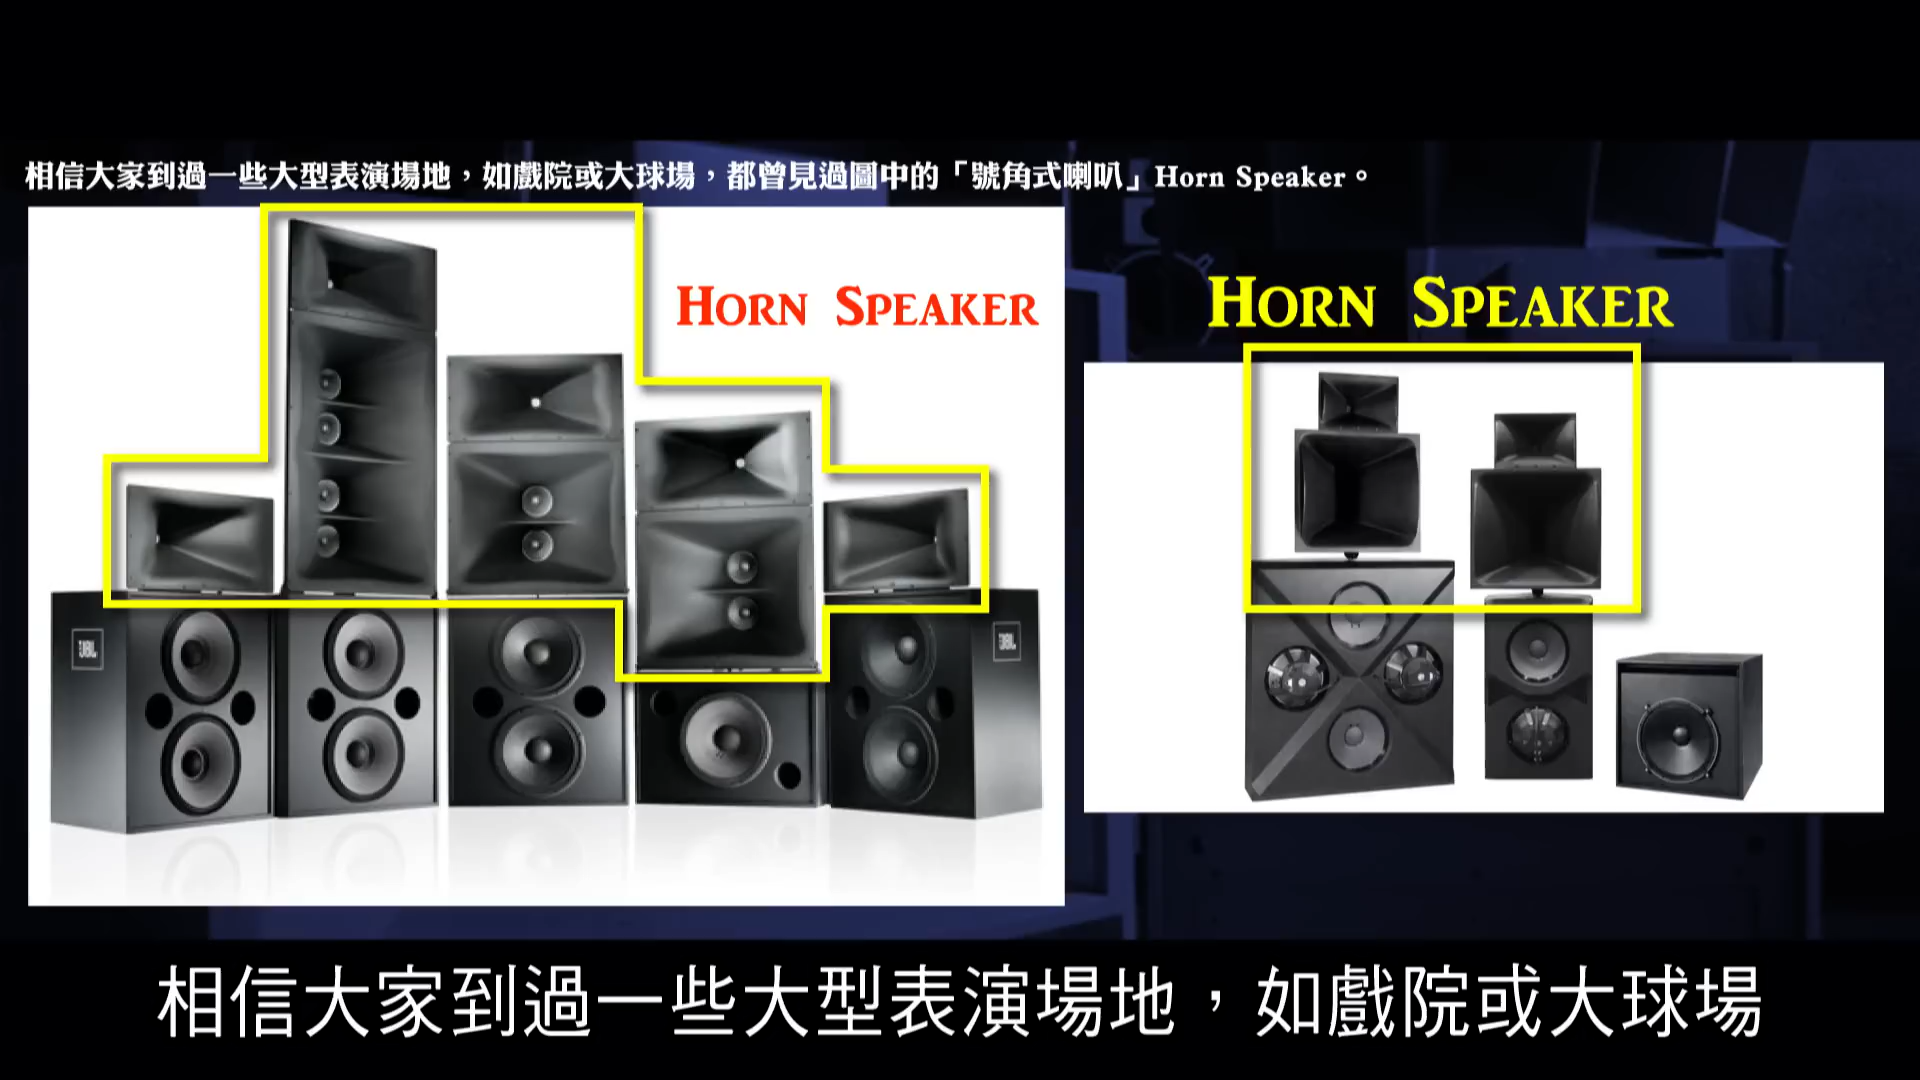 相信大家到過一些大型表演場地，如戲院或大球場，都曾見過圖中的「號角式喇叭」Horn Speaker。
HORN SPEAKER
HORN SPEAKER
JBL
JBL
相信大家到過一些大型表演場地，如戲院或大球場